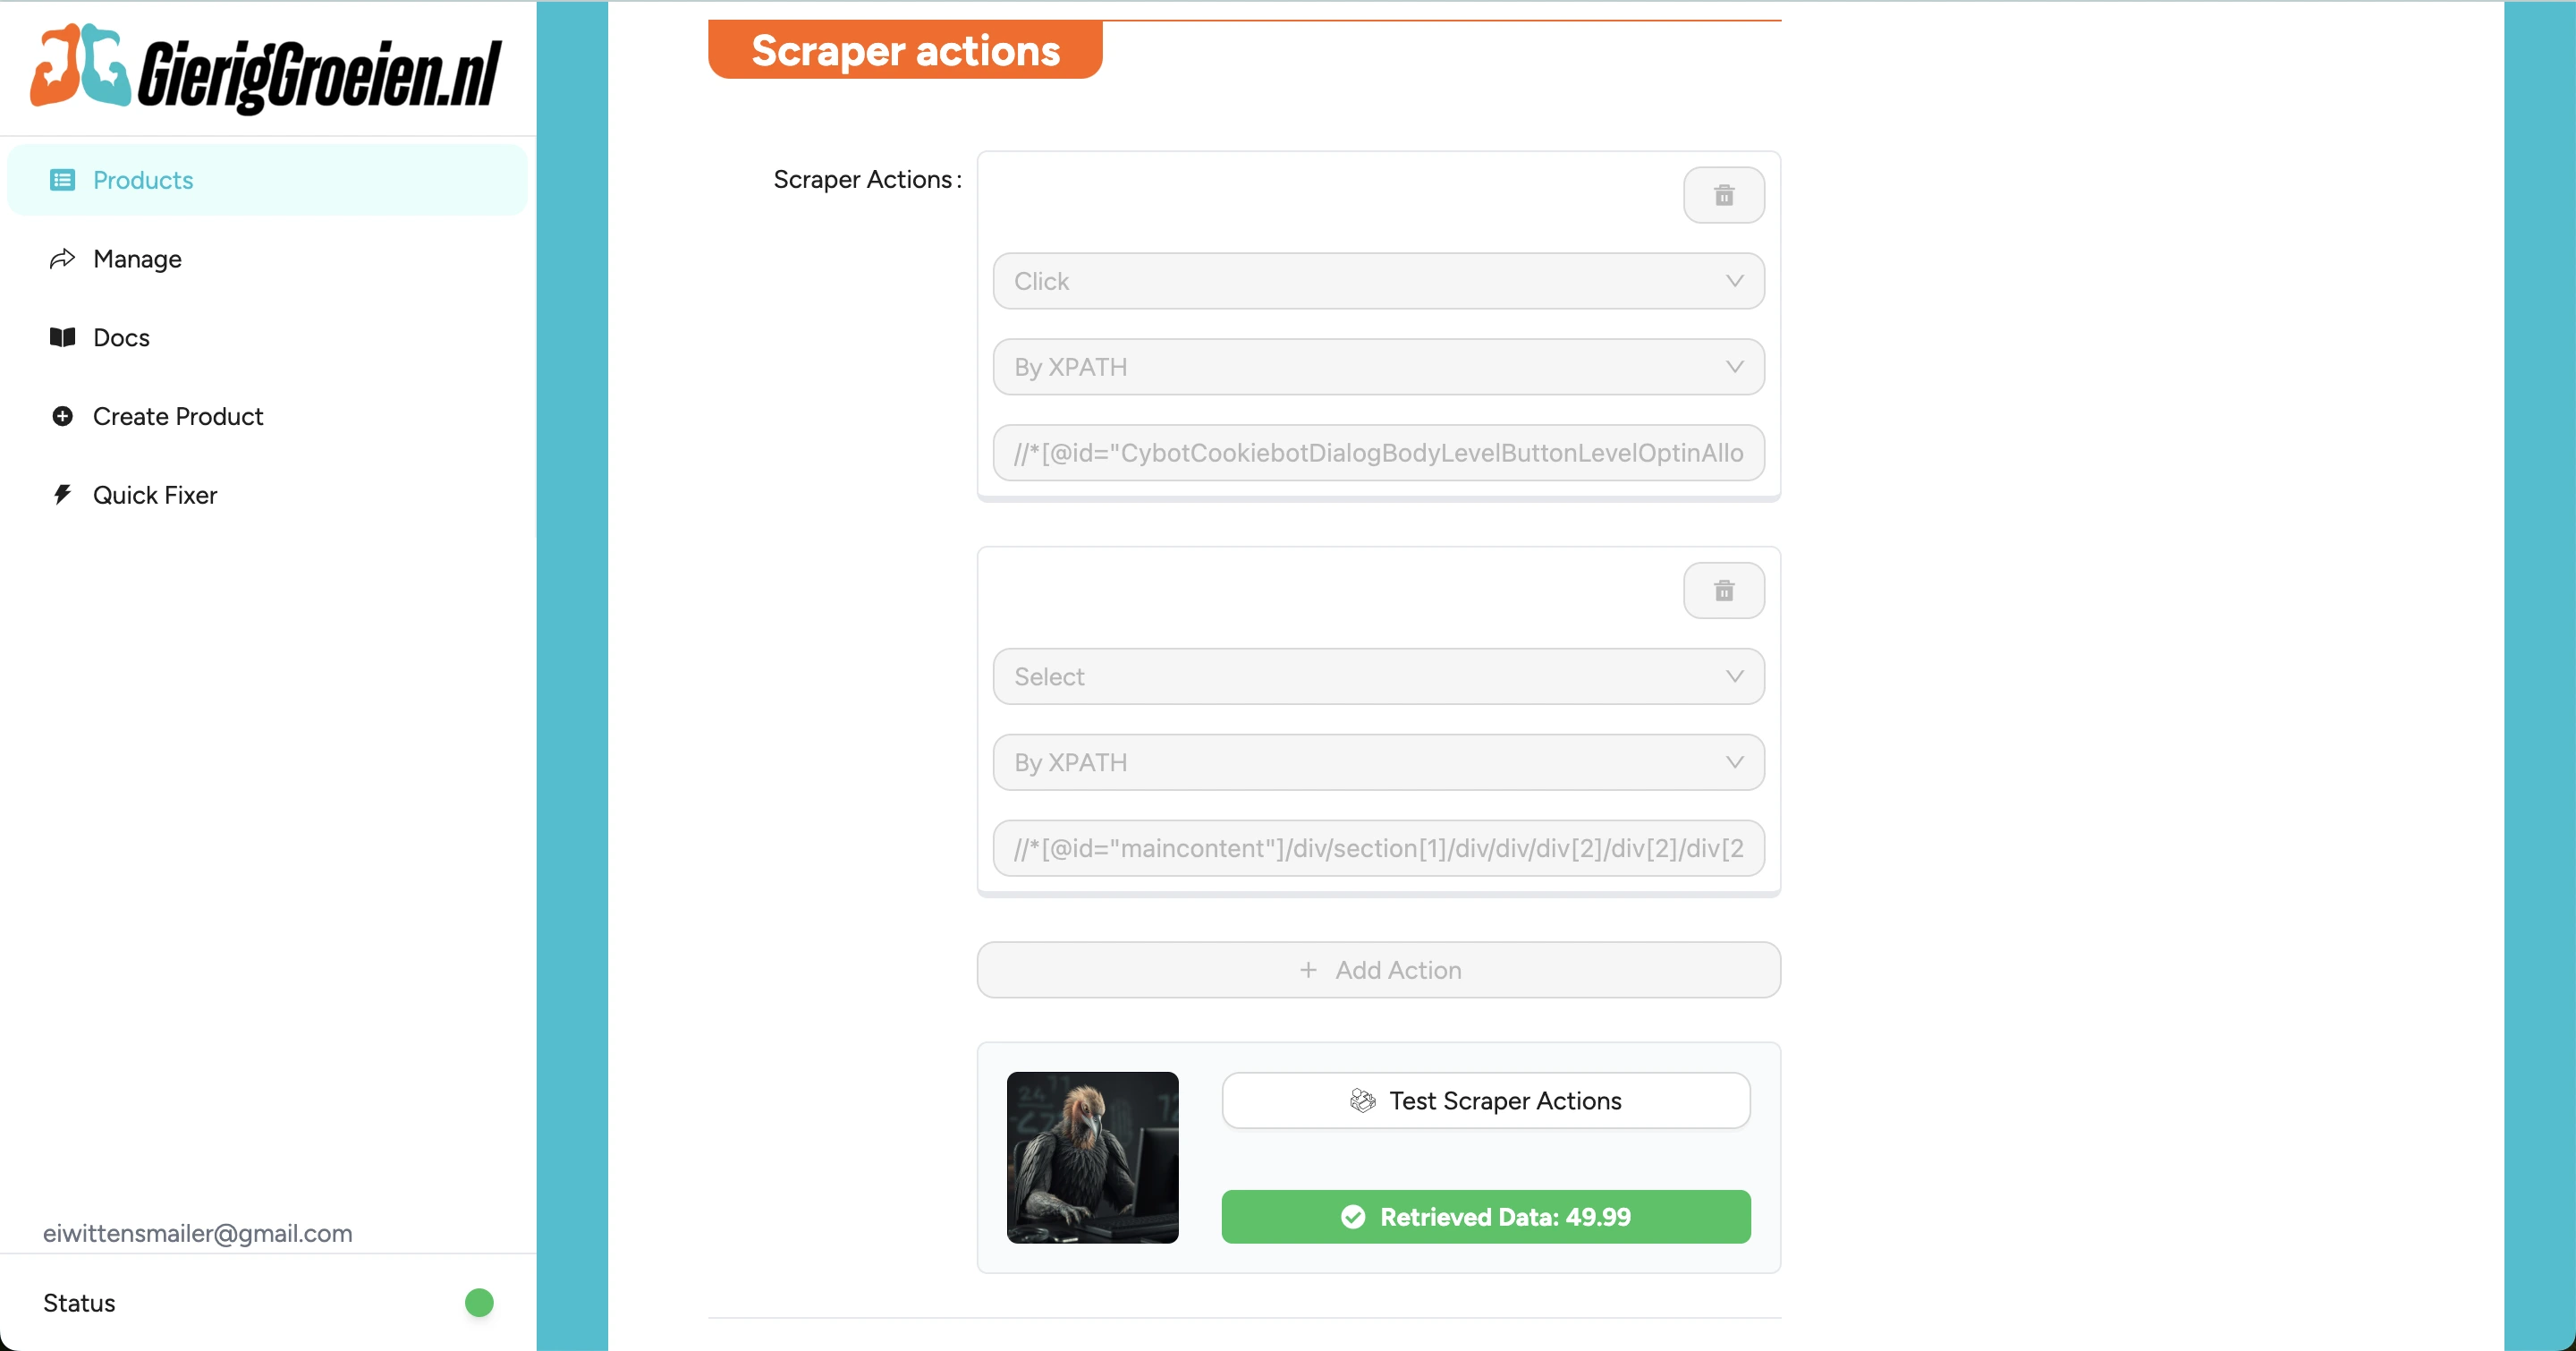 GierigGroeien.nl
Products
Manage
Docs
Create Product
Quick Fixer
eiwittensmailer@gmail.com
Status
Scraper actions
Scraper Actions:
Click
By XPATH
//*[@id="CybotCookiebotDialogBodyLevelButtonLevelOptinAllo
Select
By XPATH
//*[@id="maincontent"]/div/section[1]/div/div/div[2]/div[2]/div[2
+ Add Action
Test Scraper Actions
Retrieved Data: 49.99